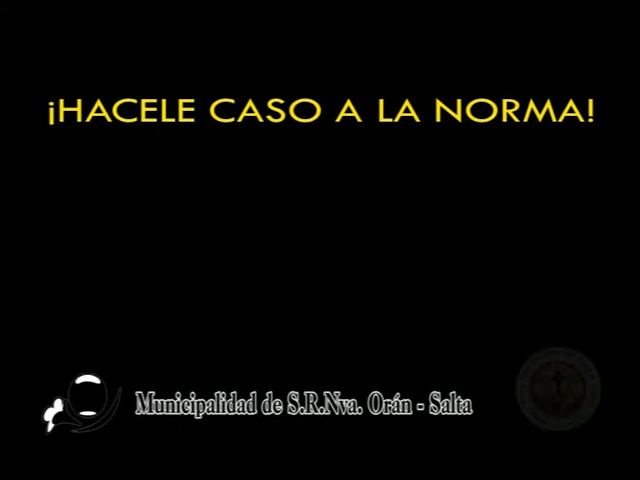 ¡HACELE CASO A LA NORMA!
Municipalidad de S.R.Nva. Orán - Salta